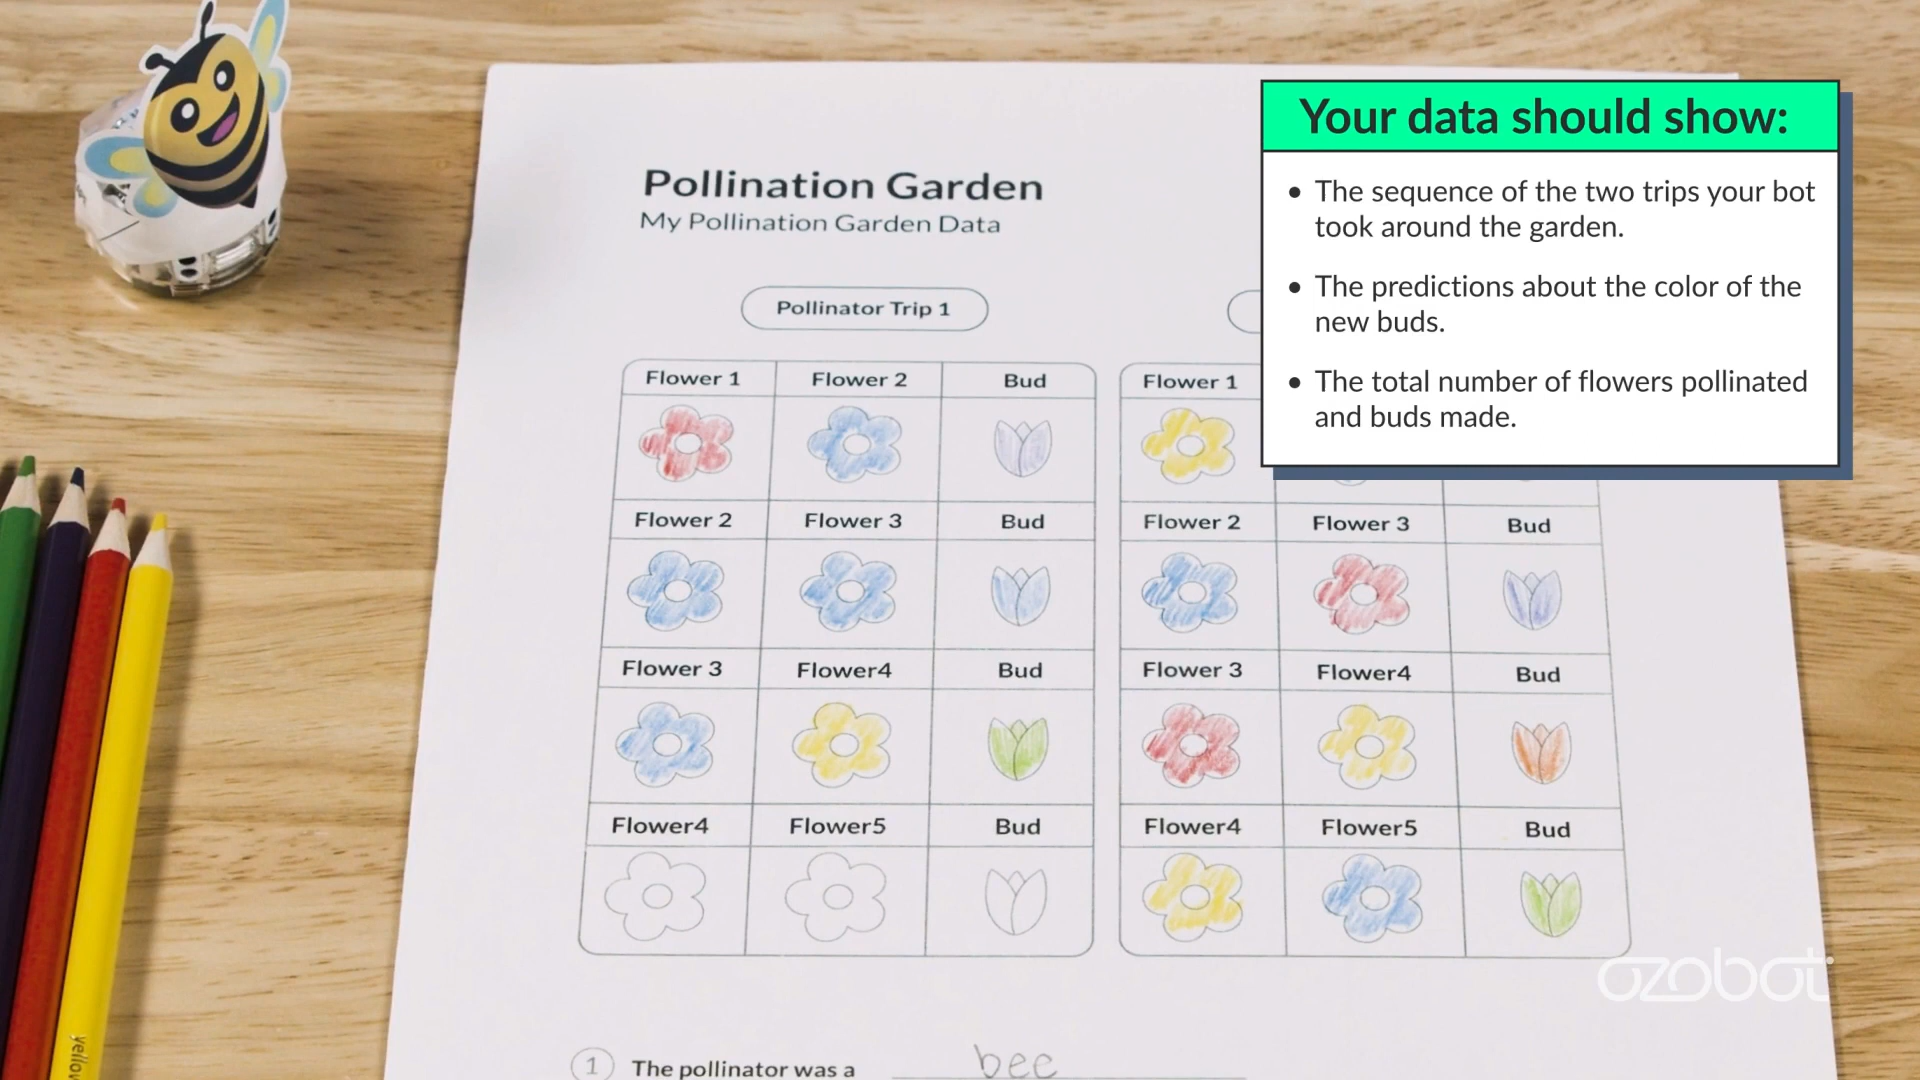 Your data should show:
• The sequence of the two trips your bot
took around the garden.
• The predictions about the color of the
new buds.
• The total number of flowers pollinated
and buds made.
Pollination Garden
My Pollination Garden Data
Pollinator Trip 1
Flower 1 Flower 2 Bud
Flower 2 Flower 3 Bud
Flower 3 Flower4 Bud
Flower4 Flower5 Bud
Flower 1
Flower 2 Flower 3 Bud
Flower 3 Flower4 Bud
Flower4 Flower5 Bud
1 The pollinator was a bee
yellow
ozobot